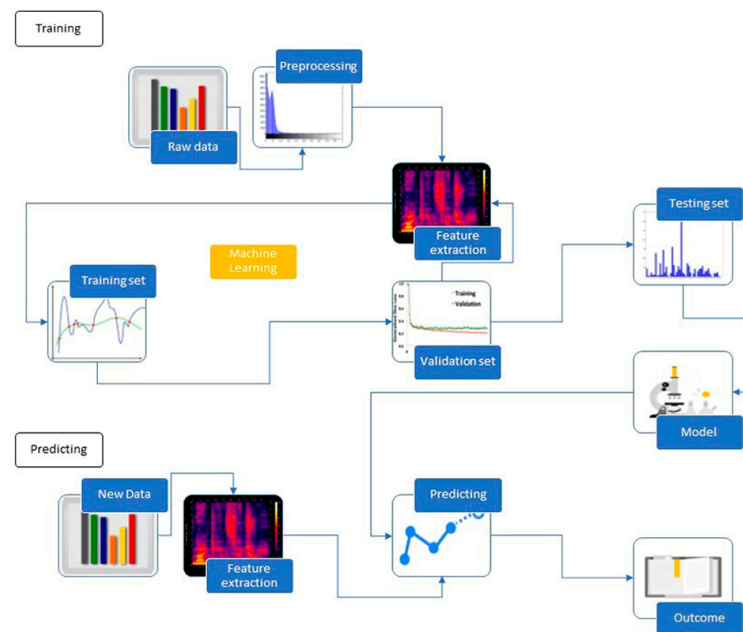 Training
Preprocessing
Raw data
Feature
extraction
Testing set
Machine
Learning
Training set
Training
Validation
Validation set
Model
Predicting
New Data
Predicting
Feature
extraction
Outcome